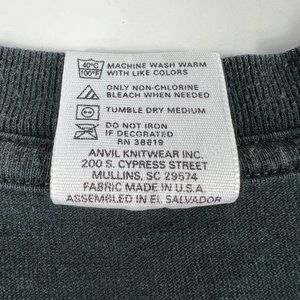 40°C
100°F
MACHINE WASH WARM
WITH LIKE COLORS
ONLY NON-CHLORINE
BLEACH WHEN NEEDED
TUMBLE DRY MEDIUM
DO NOT IRON
IF DECORATED
RN 38619
ANVIL KNITWEAR INC.
200 S. CYPRESS STREET
MULLINS, SC 29574
FABRIC MADE IN U.S.A
ASSEMBLED IN EL SALVADOR